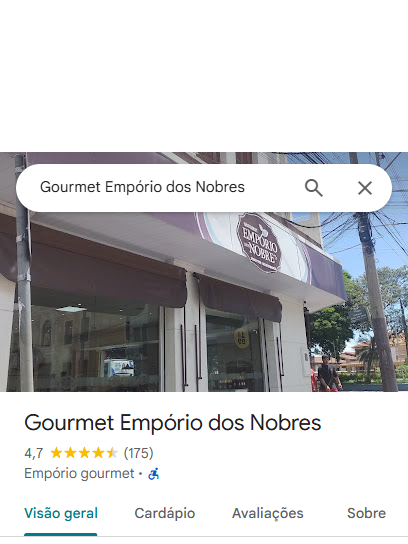 Gourmet Empório dos Nobres
EMPÓRIO
NOBRE
Gourmet Empório dos Nobres
4,7 (175)
Empório gourmet ·
Visão geral Cardápio Avaliações Sobre